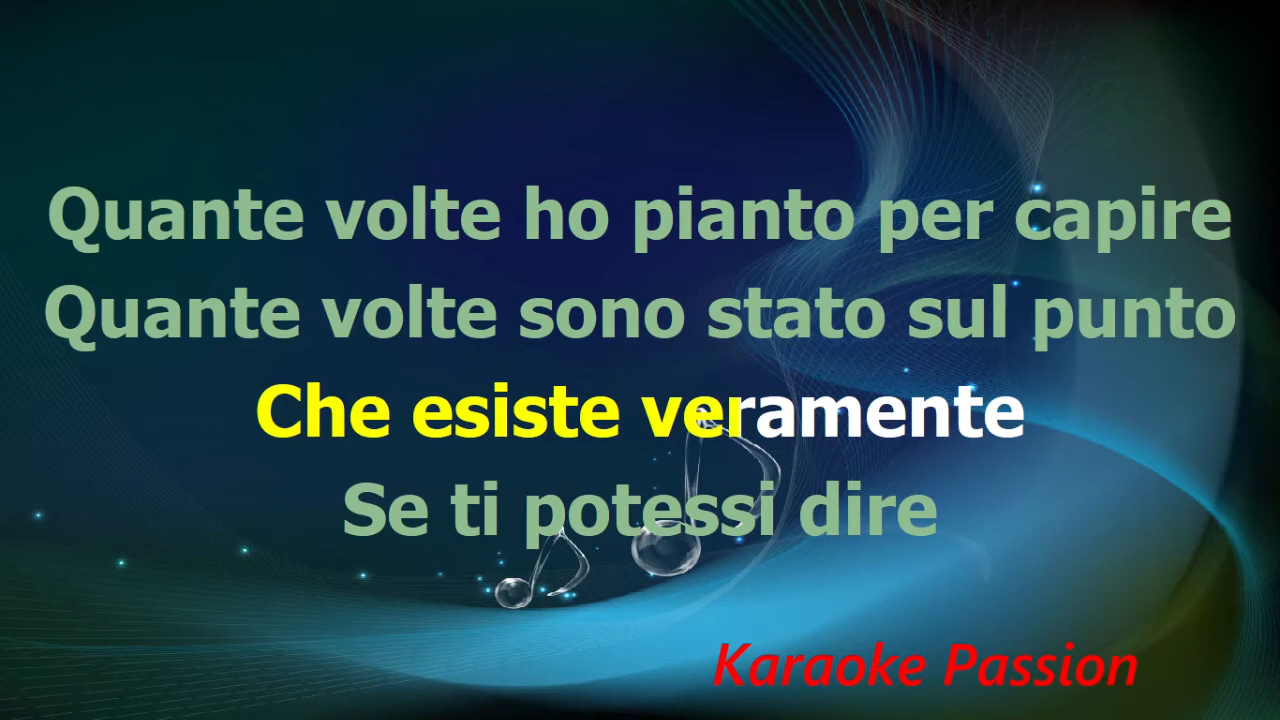 Quante volte ho pianto per capire
Quante volte sono stato sul punto
Che esiste veramente
Se ti potessi dire
Karaoke Passion